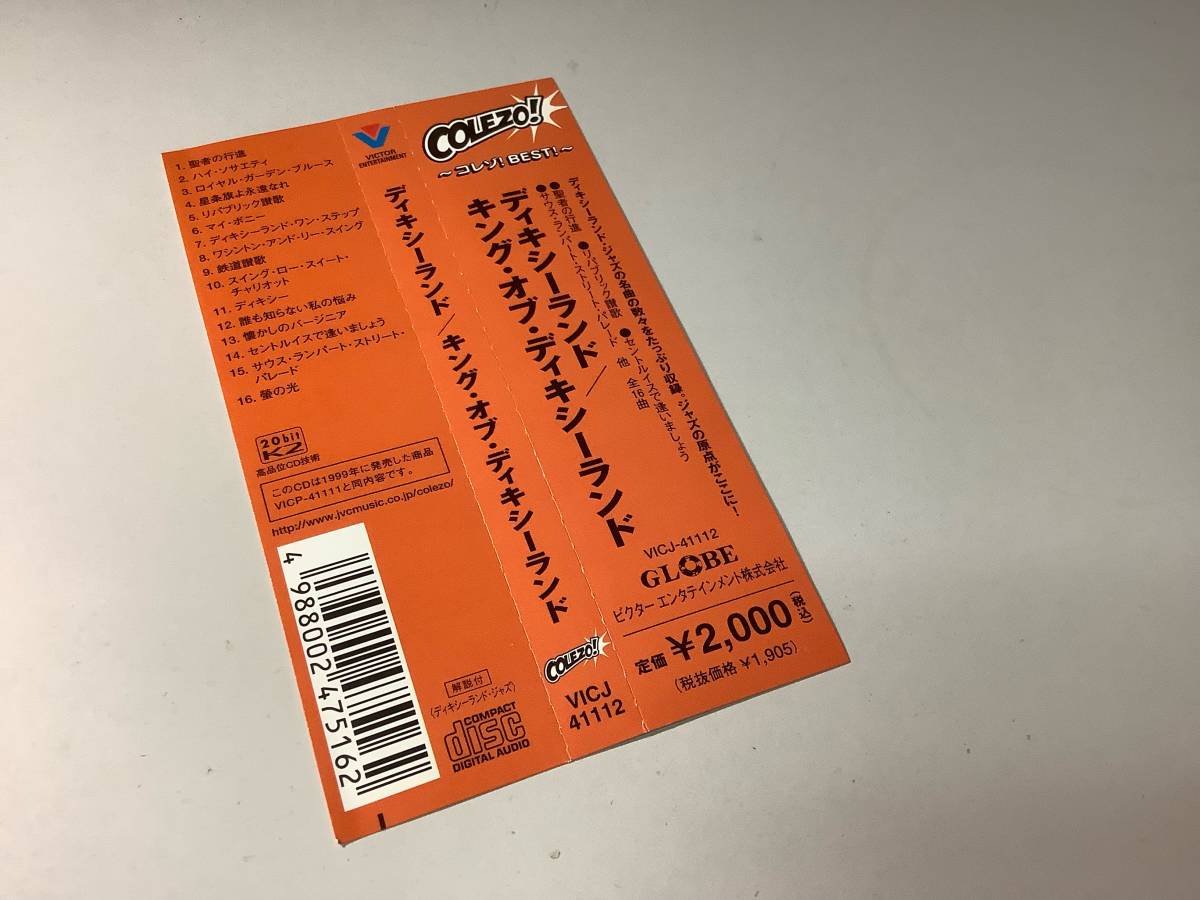 1. 聖者の行進
2. ハイ・ソサエティ
3. ロイヤル・ガーデン・ブルース
4. 星条旗よ永遠なれ
5. リパブリック讃歌
6. マイ・ボニー
7. ディキシーランド・ワン・ステップ
8. ワシントン・アンド・リー・スイング
9. 鉄道讃歌
10. スイング・ロー・スイート・
チャリオット
11. ディキシー
12. 誰も知らない私の悩み
13. 懐かしのバージニア
14. セントルイスで逢いましょう
15. サウス・ランパート・ストリート・
パレード
16. 螢の光
20bit
K2
高品位CD技術
このCDは1999年に発売した商品
VICP-41111と同内容です。
http://www.jvcmusic.co.jp/colezo/
4 988002 475162
解説付
(ディキシーランド・ジャズ)
COMPACT
disc
DIGITAL AUDIO
VICTOR
ENTERTAINMENT
ディキシーランド/キング・オブ・ディキシーランド
COLEZO!
VICJ
41112
COLEZO!
~コレゾ! BEST!~
ディキシーランド・ジャズの名曲の数々をたっぷり収録。ジャズの原点がここに!
●聖者の行進 ●リパブリック讃歌 ●セントルイスで逢いましょう
●サウス・ランパート・ストリート・パレード 他 全16曲
ディキシーランド/
キング・オブ・ディキシーランド
VICJ-41112
GLOBE
ビクター エンタテインメント株式会社
定価 ¥2,000(税込)
(税抜価格 ¥1,905)